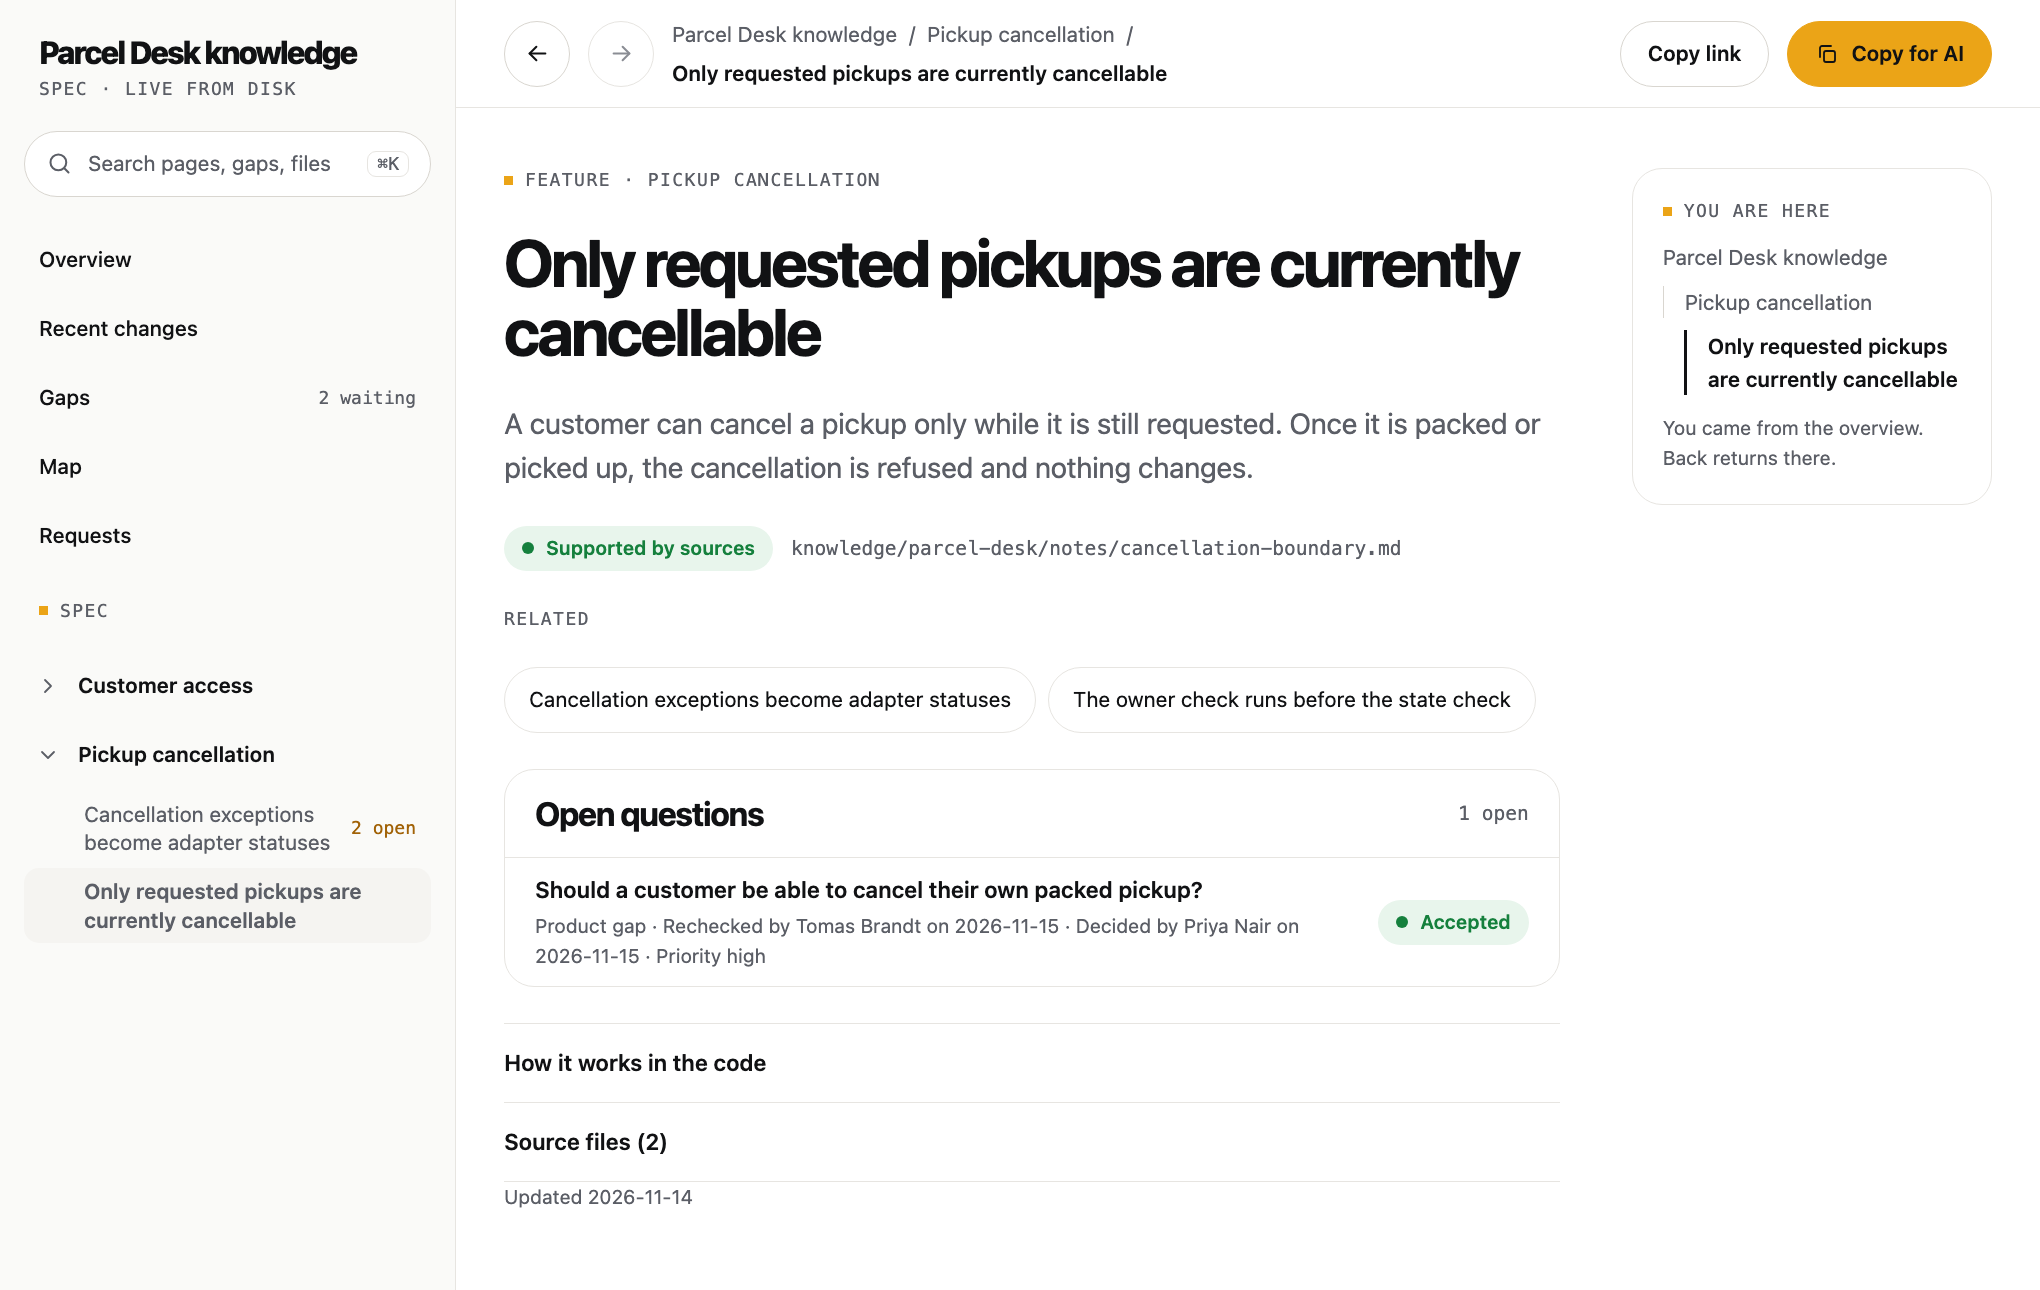 Parcel Desk knowledge
SPEC · LIVE FROM DISK
Search pages, gaps, files ⌘K
Overview
Recent changes
Gaps 2 waiting
Map
Requests
SPEC
Customer access
Pickup cancellation
Cancellation exceptions
become adapter statuses
2 open
Only requested pickups are
currently cancellable
Parcel Desk knowledge / Pickup cancellation /
Only requested pickups are currently cancellable
Copy link
Copy for AI
FEATURE · PICKUP CANCELLATION
Only requested pickups are currently
cancellable
A customer can cancel a pickup only while it is still requested. Once it is packed or
picked up, the cancellation is refused and nothing changes.
Supported by sources
knowledge/parcel-desk/notes/cancellation-boundary.md
RELATED
Cancellation exceptions become adapter statuses
The owner check runs before the state check
Open questions
1 open
Should a customer be able to cancel their own packed pickup?
Product gap · Rechecked by Tomas Brandt on 2026-11-15 · Decided by Priya Nair on
2026-11-15 · Priority high
Accepted
How it works in the code
Source files (2)
Updated 2026-11-14
YOU ARE HERE
Parcel Desk knowledge
Pickup cancellation
Only requested pickups
are currently cancellable
You came from the overview.
Back returns there.